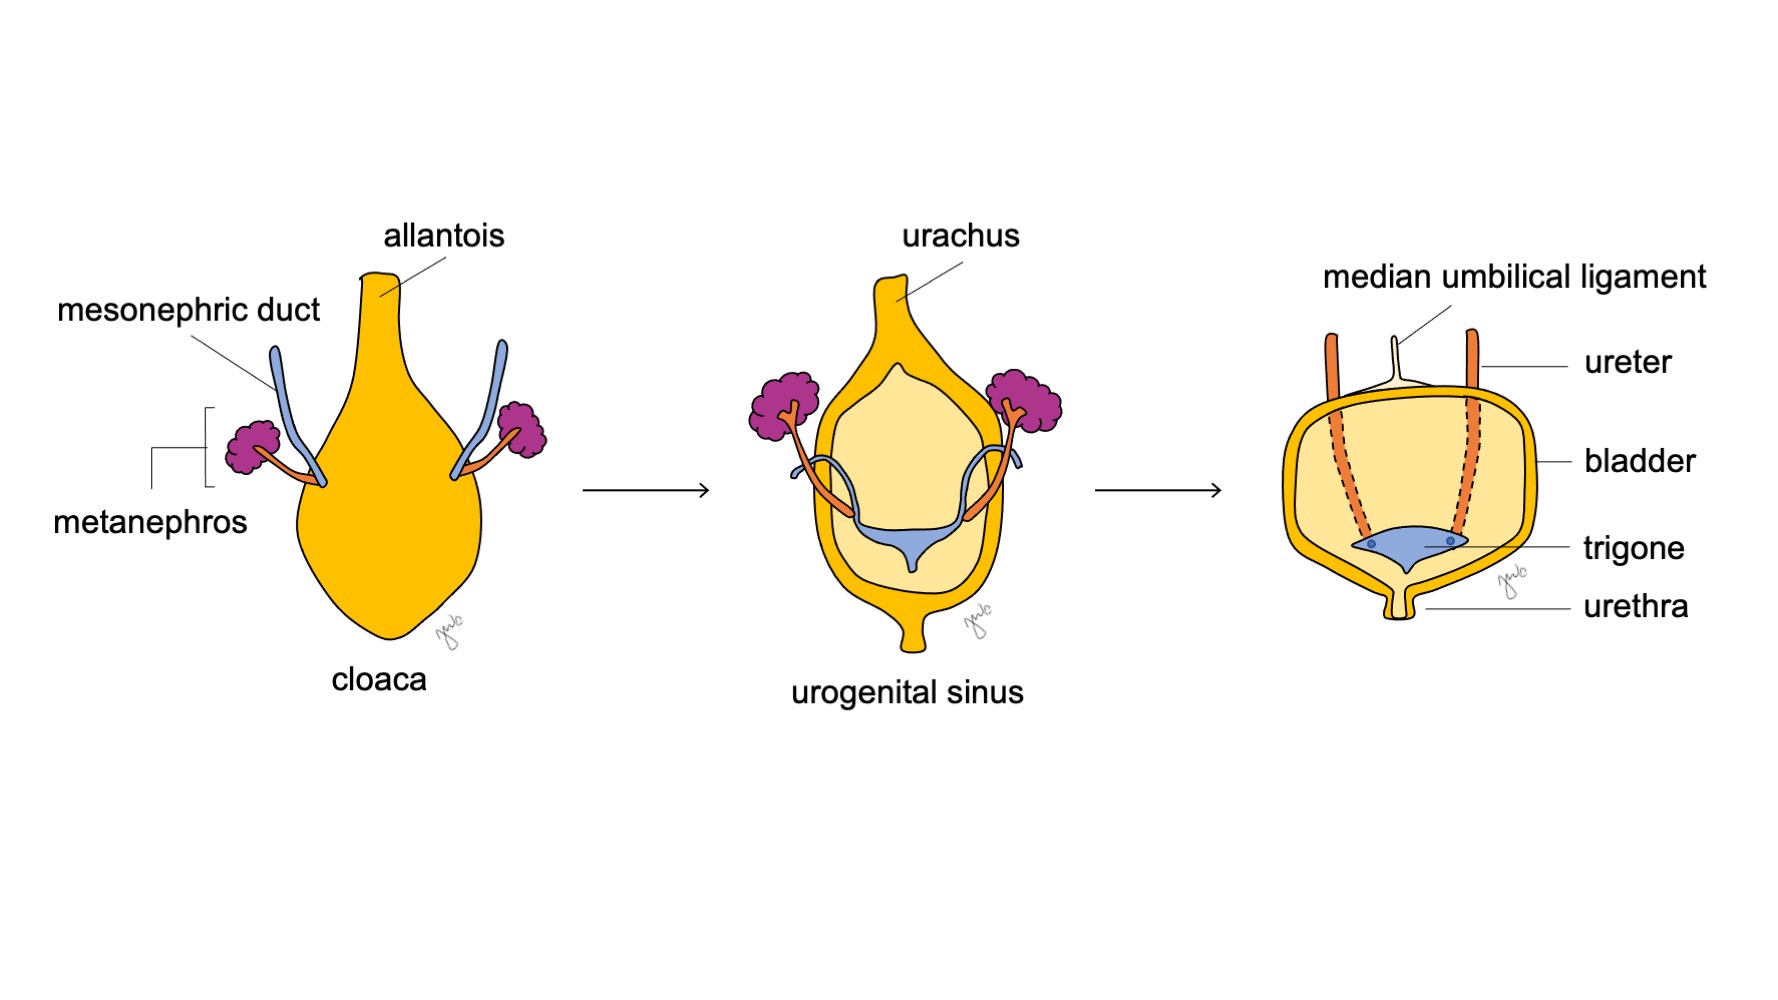 allantois
mesonephric duct
metanephros
cloaca
urachus
urogenital sinus
median umbilical ligament
ureter
bladder
trigone
urethra